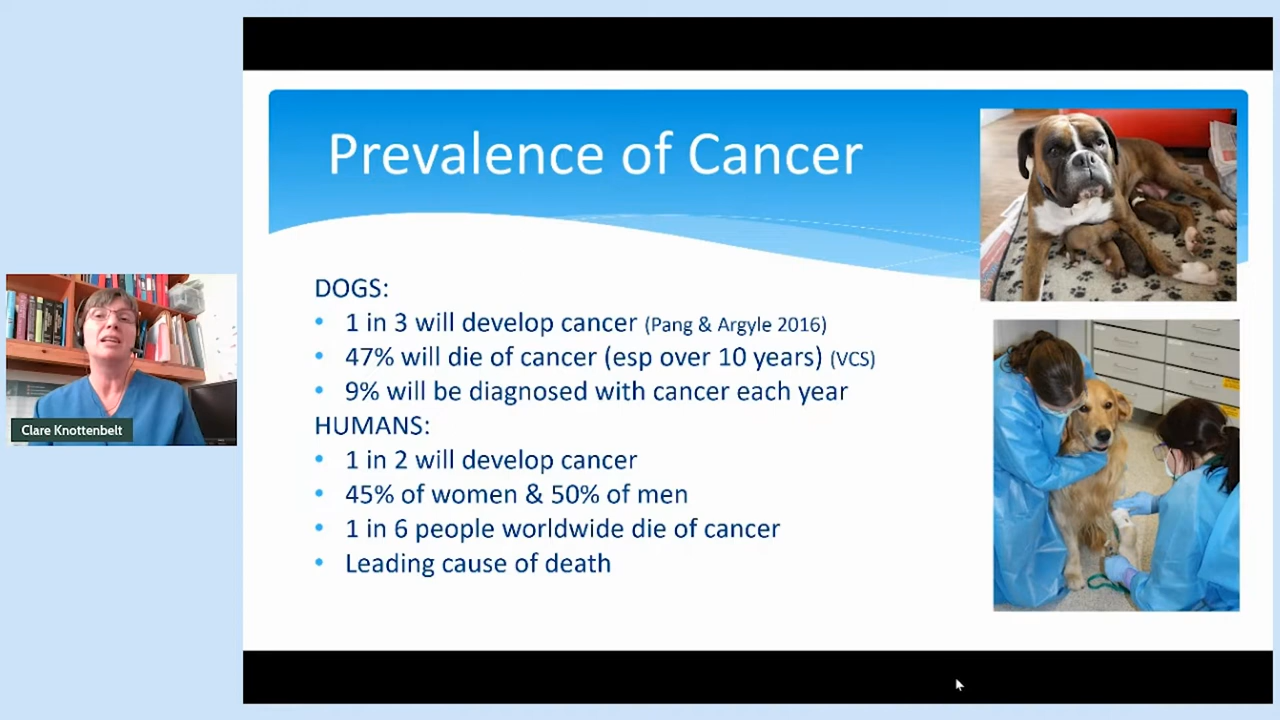 Prevalence of Cancer
DOGS:
• 1 in 3 will develop cancer (Pang & Argyle 2016)
• 47% will die of cancer (esp over 10 years) (VCS)
• 9% will be diagnosed with cancer each year
HUMANS:
• 1 in 2 will develop cancer
• 45% of women & 50% of men
• 1 in 6 people worldwide die of cancer
• Leading cause of death
Clare Knottenbelt